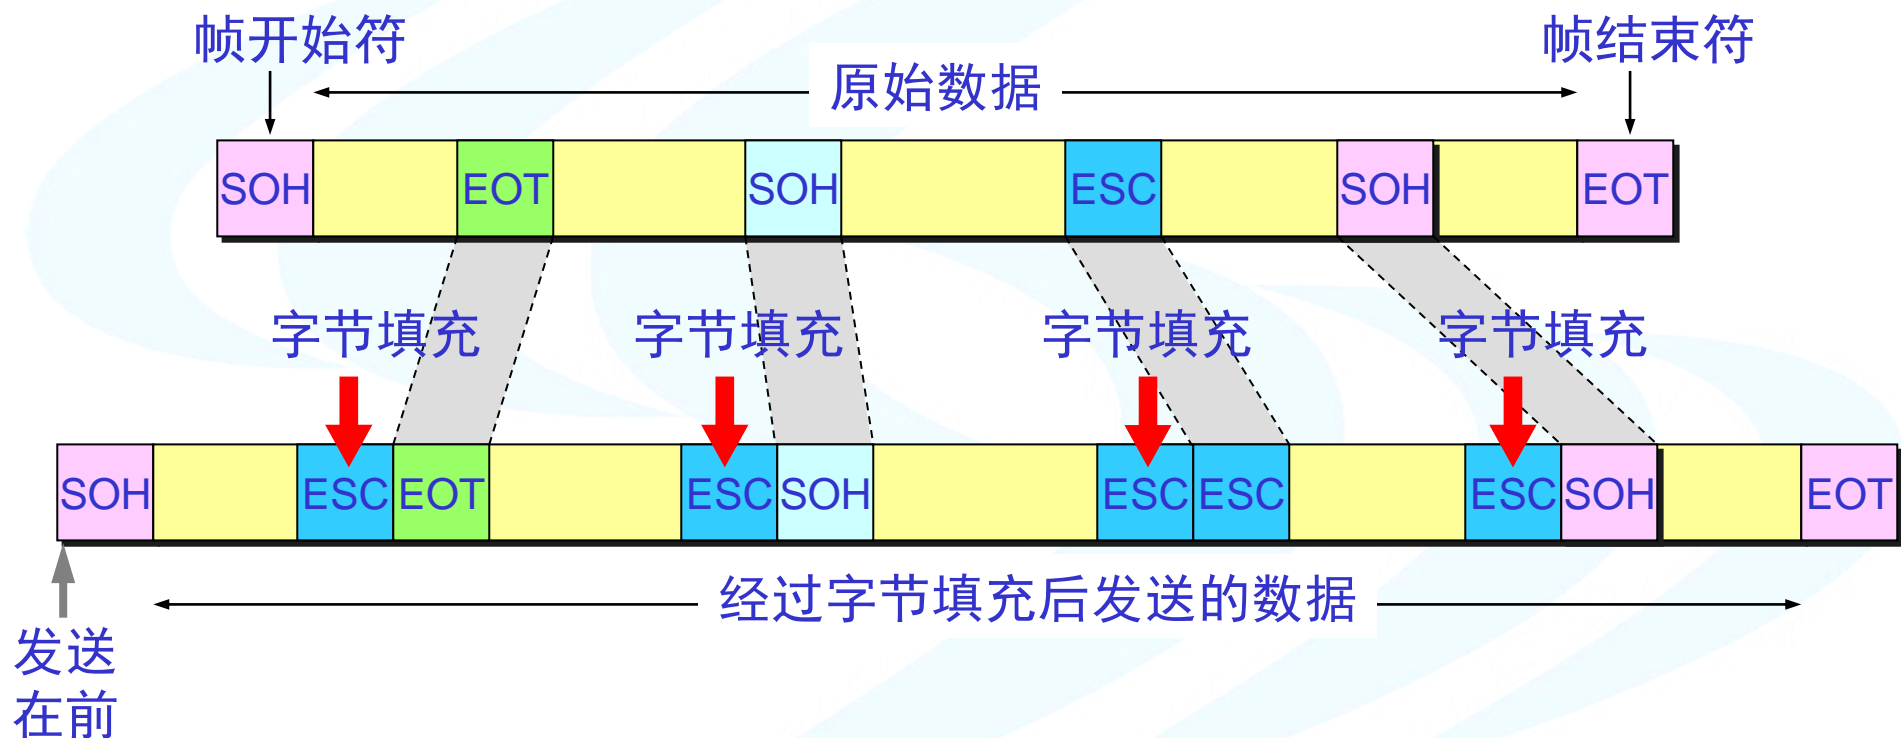 帧开始符
帧结束符
原始数据
SOH EOT SOH ESC SOH EOT
字节填充 字节填充 字节填充 字节填充
SOH ESC EOT ESC SOH ESC ESC ESC SOH EOT
经过字节填充后发送的数据
发送
在前